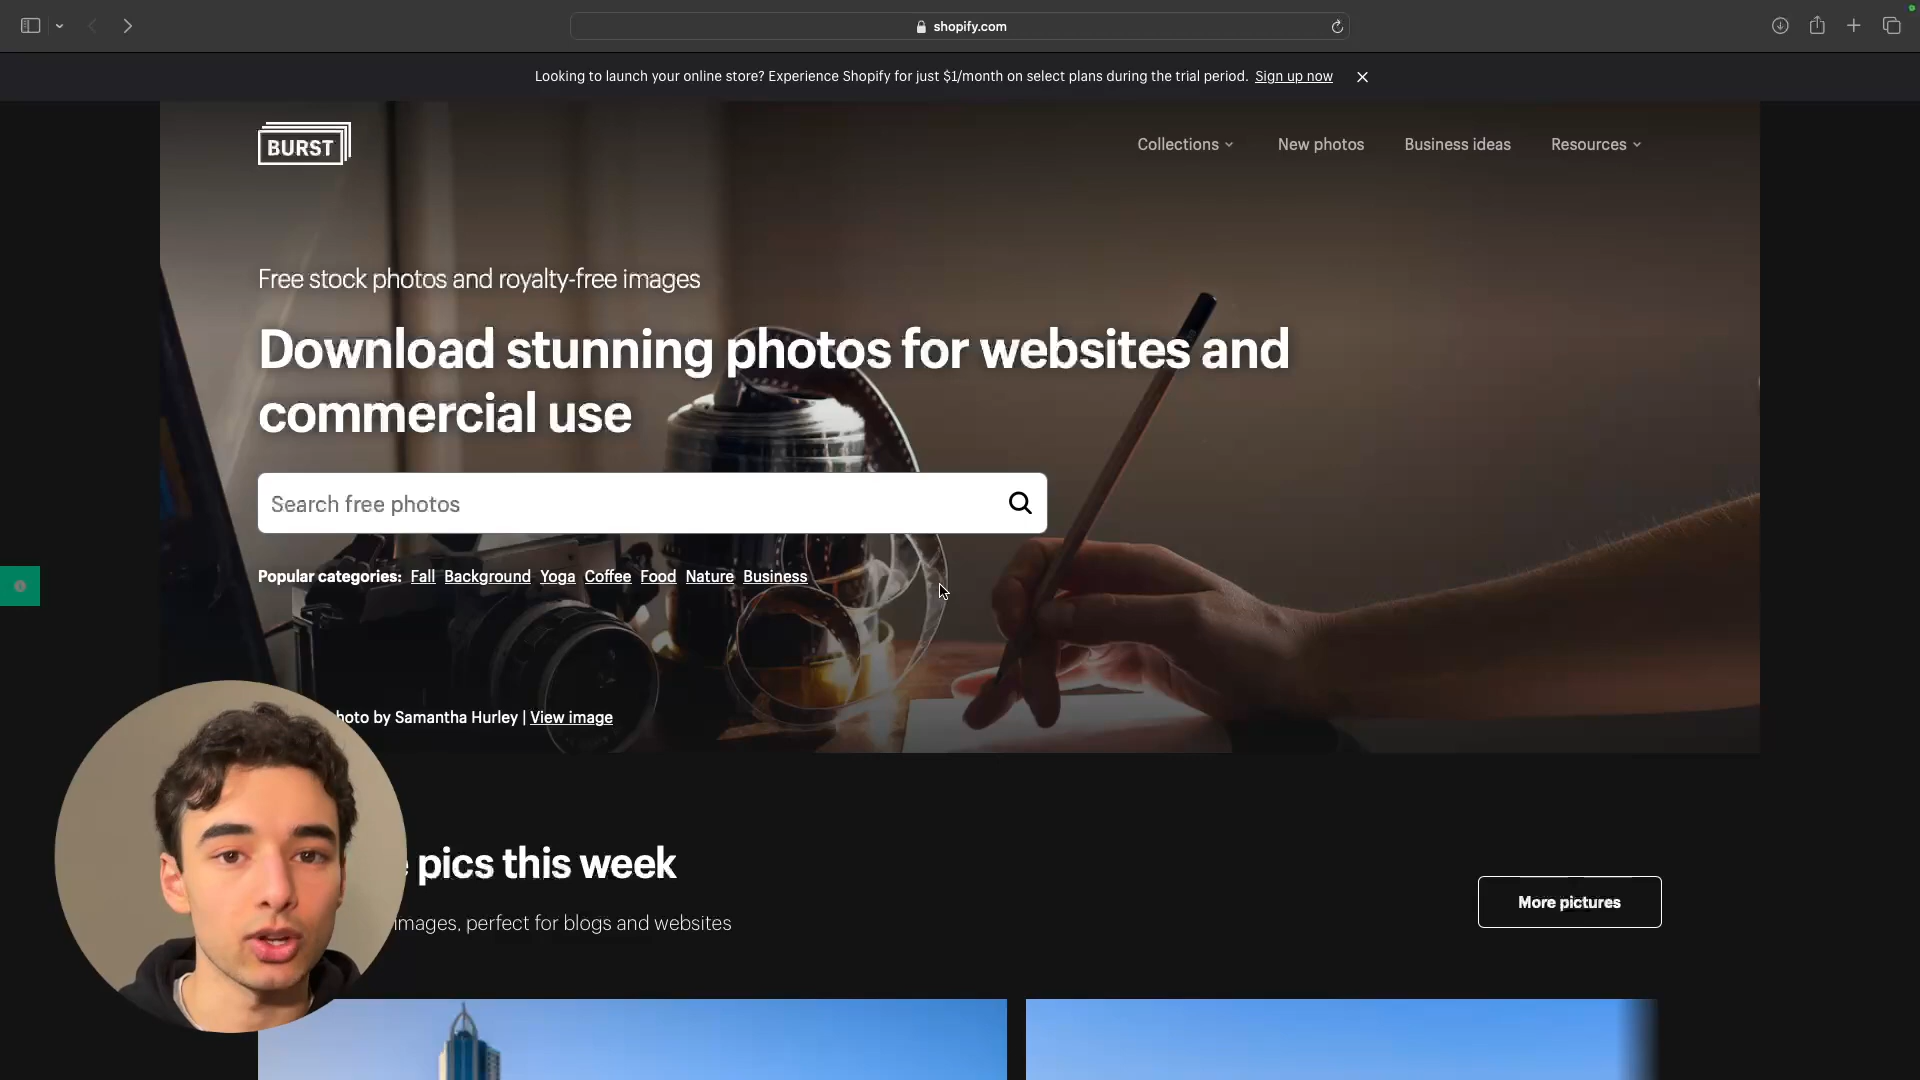 shopify.com
Looking to launch your online store? Experience Shopify for just $1/month on select plans during the trial period. Sign up now
BURST
Collections
New photos
Business ideas
Resources
Free stock photos and royalty-free images
Download stunning photos for websites and
commercial use
Search free photos
Popular categories: Fall Background Yoga Coffee Food Nature Business
by Samantha Hurley | View image
pics this week
More pictures
images, perfect for blogs and websites